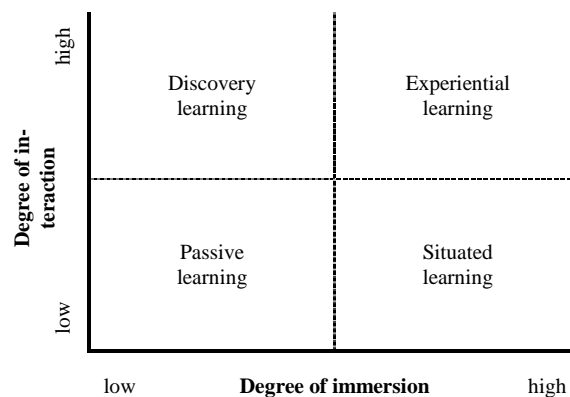 high
Discovery
learning
Experiential
learning
Degree of in-
teraction
Passive
learning
Situated
learning
low
low
Degree of immersion
high